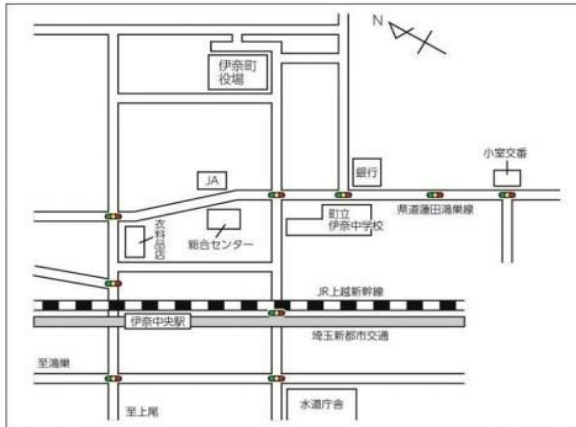 N
伊奈町
役場
小室交番
銀行
JA
県道蓮田鴻巣線
町立
伊奈中学校
衣料品店
総合センター
JR上越新幹線
伊奈中央駅
埼玉新都市交通
至鴻巣
至上尾
水道庁舎